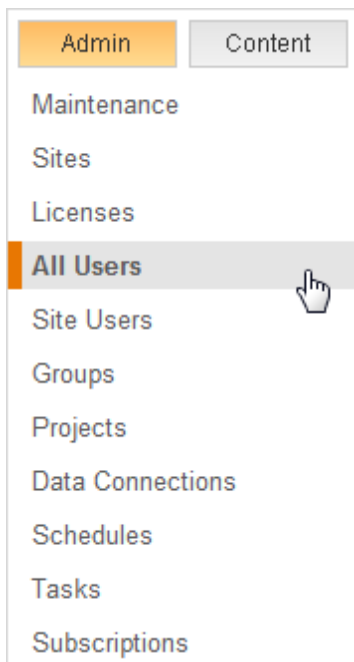 Admin Content
Maintenance
Sites
Licenses
All Users
Site Users
Groups
Projects
Data Connections
Schedules
Tasks
Subscriptions